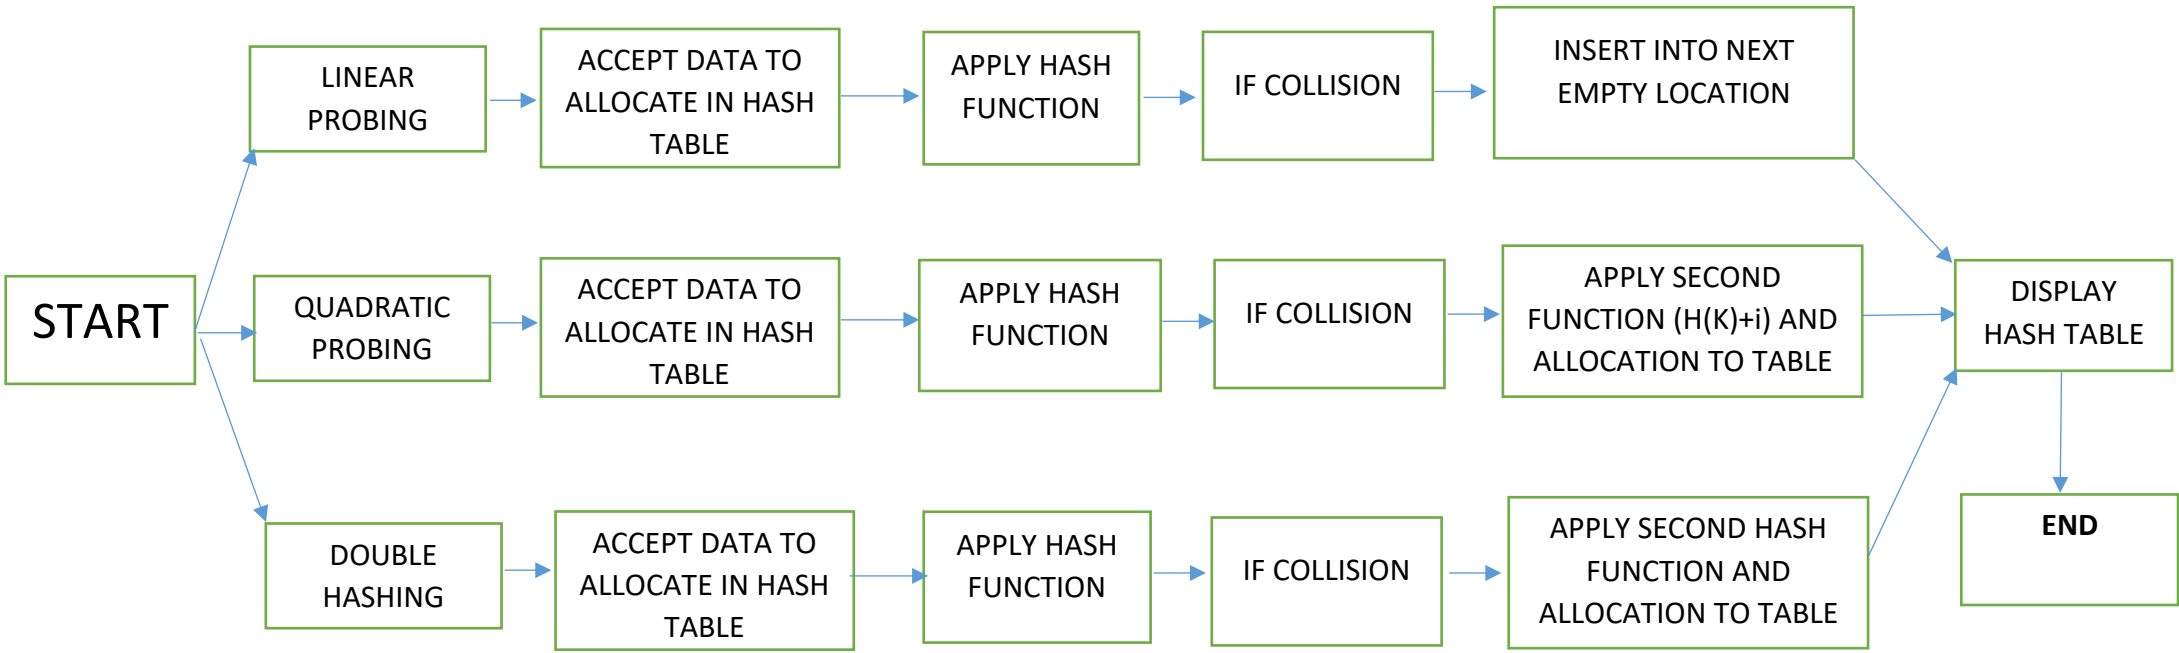 START
LINEAR
PROBING
ACCEPT DATA TO
ALLOCATE IN HASH
TABLE
APPLY HASH
FUNCTION
IF COLLISION
INSERT INTO NEXT
EMPTY LOCATION
QUADRATIC
PROBING
ACCEPT DATA TO
ALLOCATE IN HASH
TABLE
APPLY HASH
FUNCTION
IF COLLISION
APPLY SECOND
FUNCTION (H(K)+i) AND
ALLOCATION TO TABLE
DOUBLE
HASHING
ACCEPT DATA TO
ALLOCATE IN HASH
TABLE
APPLY HASH
FUNCTION
IF COLLISION
APPLY SECOND HASH
FUNCTION AND
ALLOCATION TO TABLE
DISPLAY
HASH TABLE
END